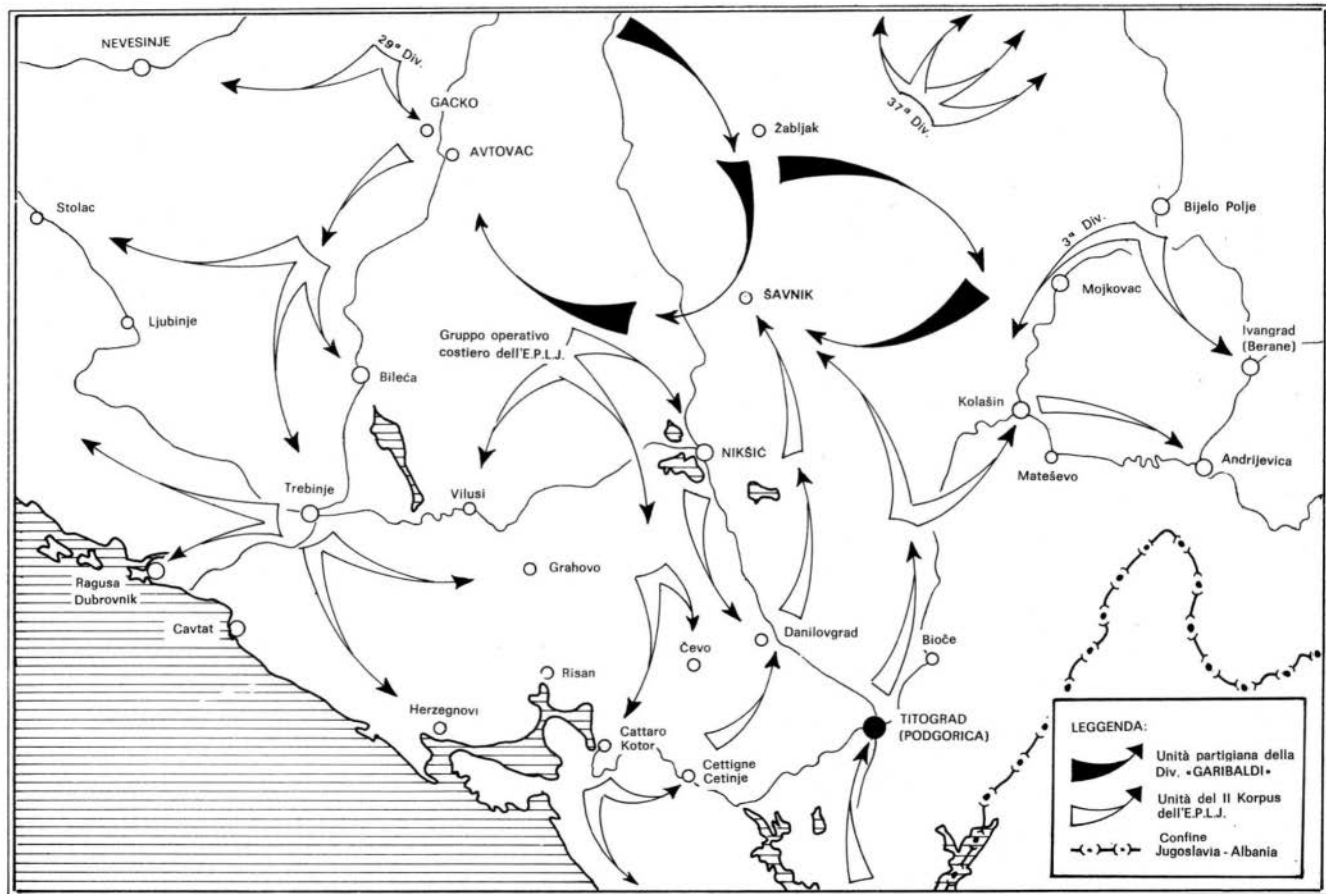 NEVESINJE
29ª Div.
GACKO
AVTOVAC
Žabljak
37ª Div.
Stolac
Bijelo Polje
3ª Div.
Mojkovac
ŠAVNIK
Ljubinje
Gruppo operativo
costiero dell'E.P.L.J.
Ivangrad
(Berane)
Bileća
Kolašin
NIKŠIĆ
Mateševo
Andrijevica
Trebinje
Vilusi
Ragusa
Dubrovnik
Grahovo
Cavtat
Čevo
Danilovgrad
Bioče
Risan
Herzegnovi
Cattaro
Kotor
TITOGRAD
(PODGORICA)
Cettigne
Cetinje
LEGGENDA:
Unità partigiana della
Div. «GARIBALDI»
Unità del II Korpus
dell'E.P.L.J.
Confine
Jugoslavia - Albania